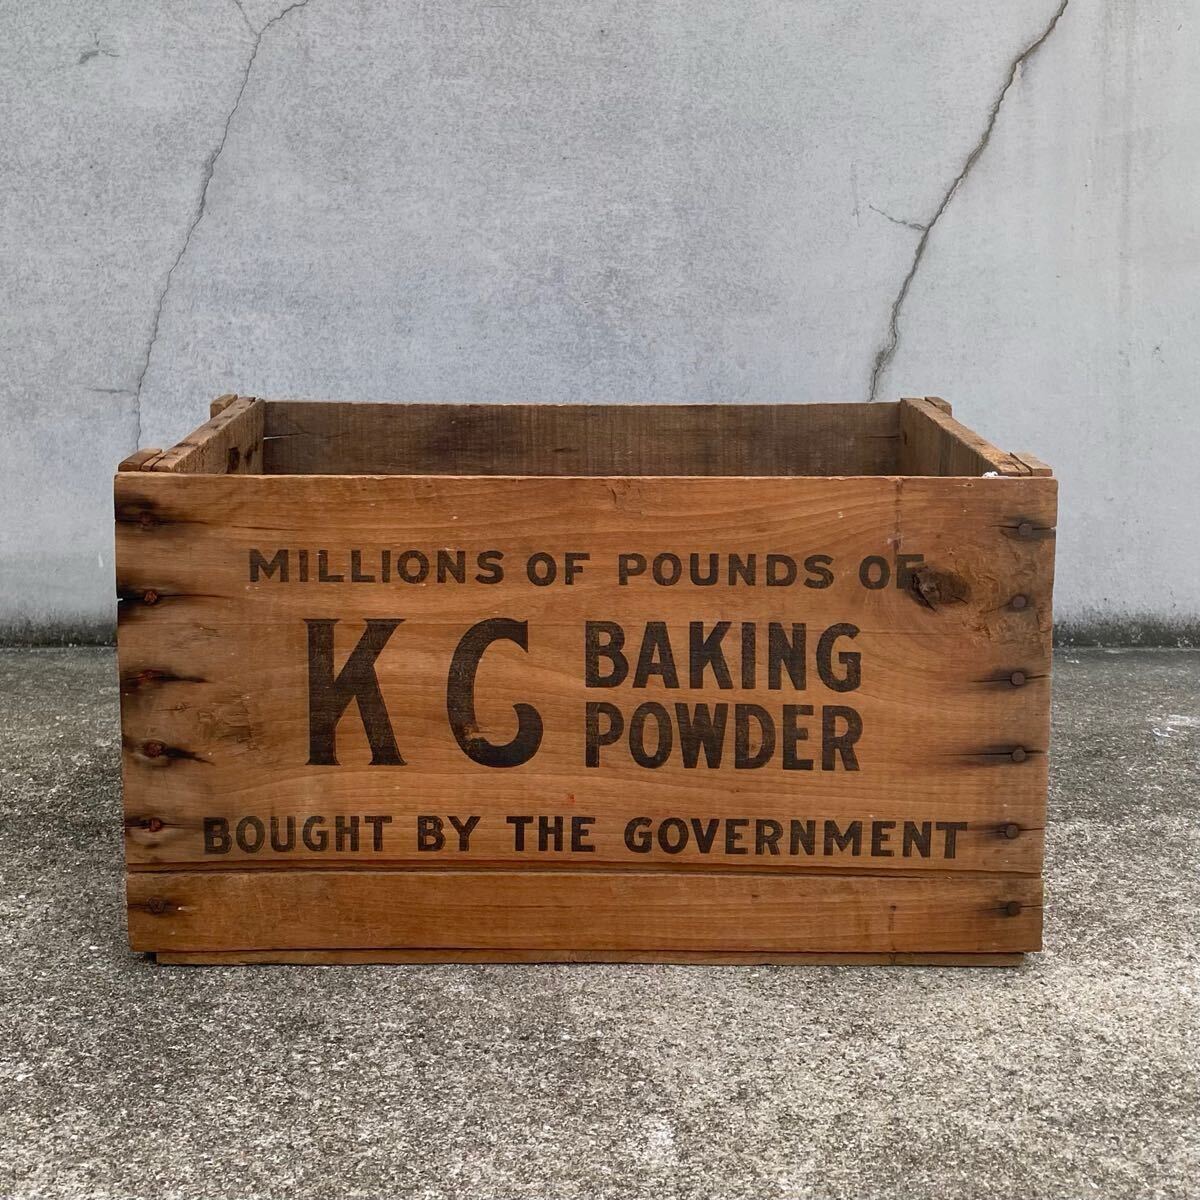 MILLIONS OF POUNDS OF
KC BAKING
POWDER
BOUGHT BY THE GOVERNMENT